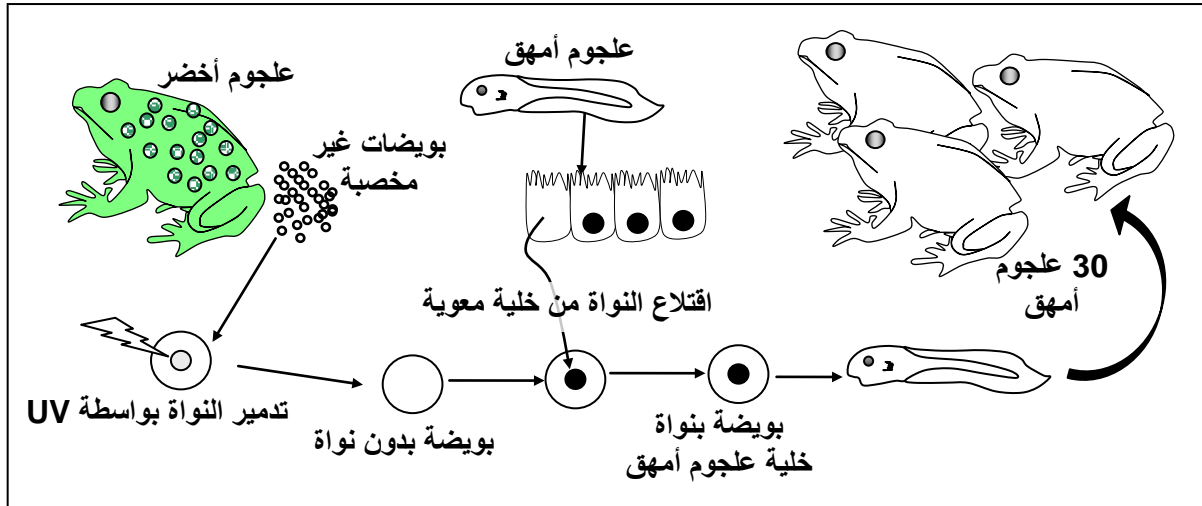 علجوم أخضر
بويضات غير
مخصبة
علجوم أمهق
30 علجوم
أمهق
اقتلاع النواة من خلية معوية
تدمير النواة بواسطة UV
بويضة بدون نواة
بويضة بنواة
خلية علجوم أمهق